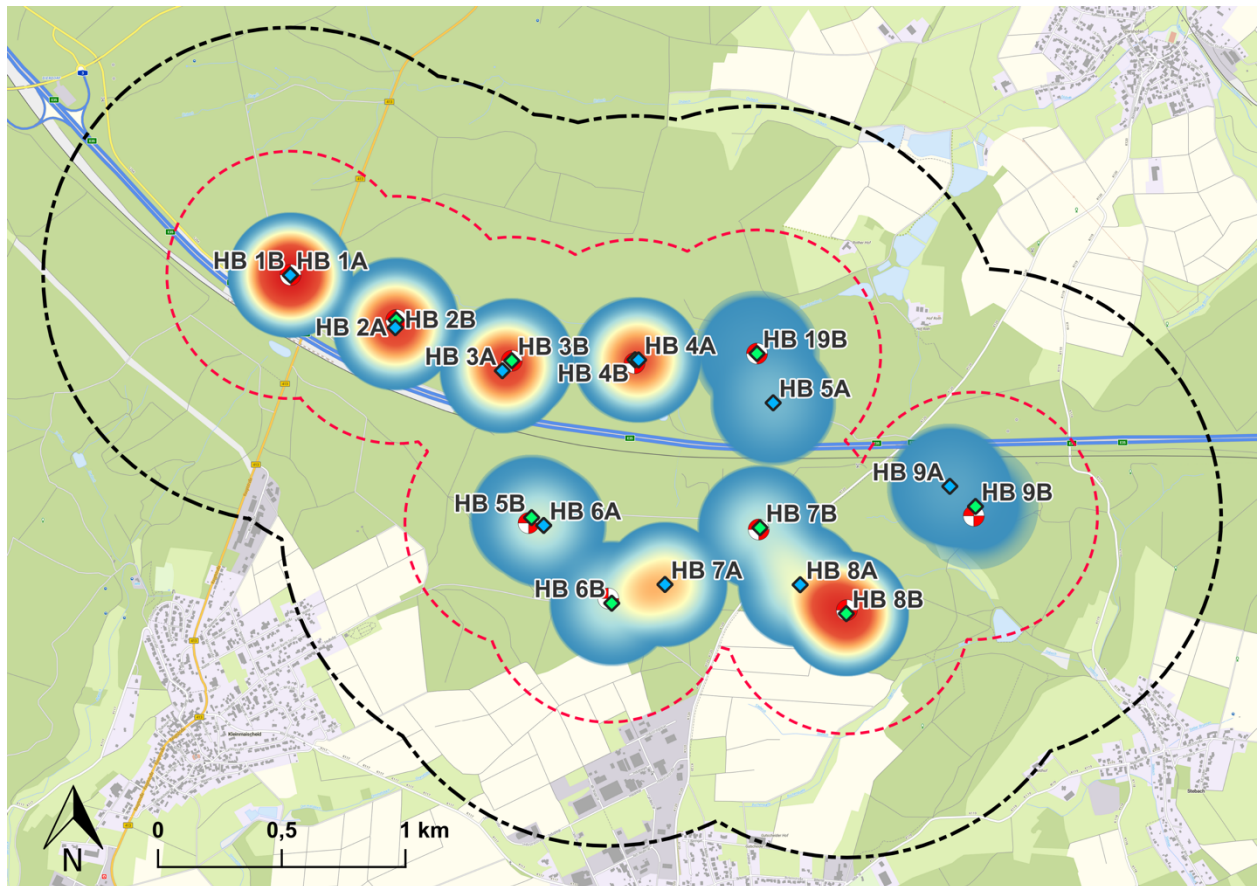 HB 1B
HB 1A
HB 2A
HB 2B
HB 3A
HB 3B
HB 4B
HB 4A
HB 19B
HB 5A
HB 9A
HB 9B
HB 5B
HB 6A
HB 7B
HB 6B
HB 7A
HB 8A
HB 8B
Kleinmaischeid
Stebach
N
0
0,5
1 km